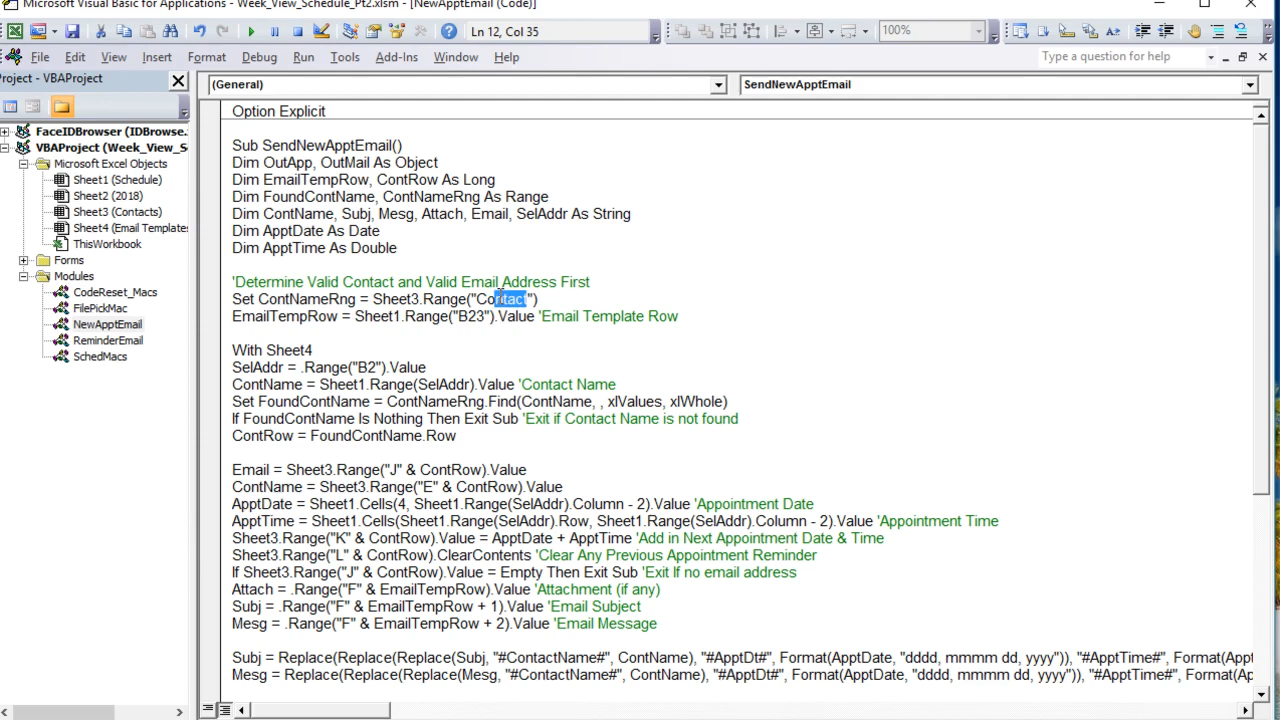 Microsoft Visual Basic for Applications - Week_View_Schedule_Pt2.xlsm - [NewApptEmail (Code)]
Ln 12, Col 35
100%
File Edit View Insert Format Debug Run Tools Add-Ins Window Help
Type a question for help
Project - VBAProject
(General)
SendNewApptEmail
FaceIDBrowser (IDBrowse.
VBAProject (Week_View_S
Microsoft Excel Objects
Sheet1 (Schedule)
Sheet2 (2018)
Sheet3 (Contacts)
Sheet4 (Email Templates
ThisWorkbook
Forms
Modules
CodeReset_Macs
FilePickMac
NewApptEmail
ReminderEmail
SchedMacs
Option Explicit
Sub SendNewApptEmail()
Dim OutApp, OutMail As Object
Dim EmailTempRow, ContRow As Long
Dim FoundContName, ContNameRng As Range
Dim ContName, Subj, Mesg, Attach, Email, SelAddr As String
Dim ApptDate As Date
Dim ApptTime As Double
'Determine Valid Contact and Valid Email Address First
Set ContNameRng = Sheet3.Range("Contact")
EmailTempRow = Sheet1.Range("B23").Value 'Email Template Row
With Sheet4
SelAddr = .Range("B2").Value
ContName = Sheet1.Range(SelAddr).Value 'Contact Name
Set FoundContName = ContNameRng.Find(ContName, , xlValues, xlWhole)
If FoundContName Is Nothing Then Exit Sub 'Exit if Contact Name is not found
ContRow = FoundContName.Row
Email = Sheet3.Range("J" & ContRow).Value
ContName = Sheet3.Range("E" & ContRow).Value
ApptDate = Sheet1.Cells(4, Sheet1.Range(SelAddr).Column - 2).Value 'Appointment Date
ApptTime = Sheet1.Cells(Sheet1.Range(SelAddr).Row, Sheet1.Range(SelAddr).Column - 2).Value 'Appointment Time
Sheet3.Range("K" & ContRow).Value = ApptDate + ApptTime 'Add in Next Appointment Date & Time
Sheet3.Range("L" & ContRow).ClearContents 'Clear Any Previous Appointment Reminder
If Sheet3.Range("J" & ContRow).Value = Empty Then Exit Sub 'Exit If no email address
Attach = .Range("F" & EmailTempRow).Value 'Attachment (if any)
Subj = .Range("F" & EmailTempRow + 1).Value 'Email Subject
Mesg = .Range("F" & EmailTempRow + 2).Value 'Email Message
Subj = Replace(Replace(Replace(Subj, "#ContactName#", ContName), "#ApptDt#", Format(ApptDate, "dddd, mmmm dd, yyyy")), "#ApptTime#", Format(Appt
Mesg = Replace(Replace(Replace(Mesg, "#ContactName#", ContName), "#ApptDt#", Format(ApptDate, "dddd, mmmm dd, yyyy")), "#ApptTime#", Format(Appt